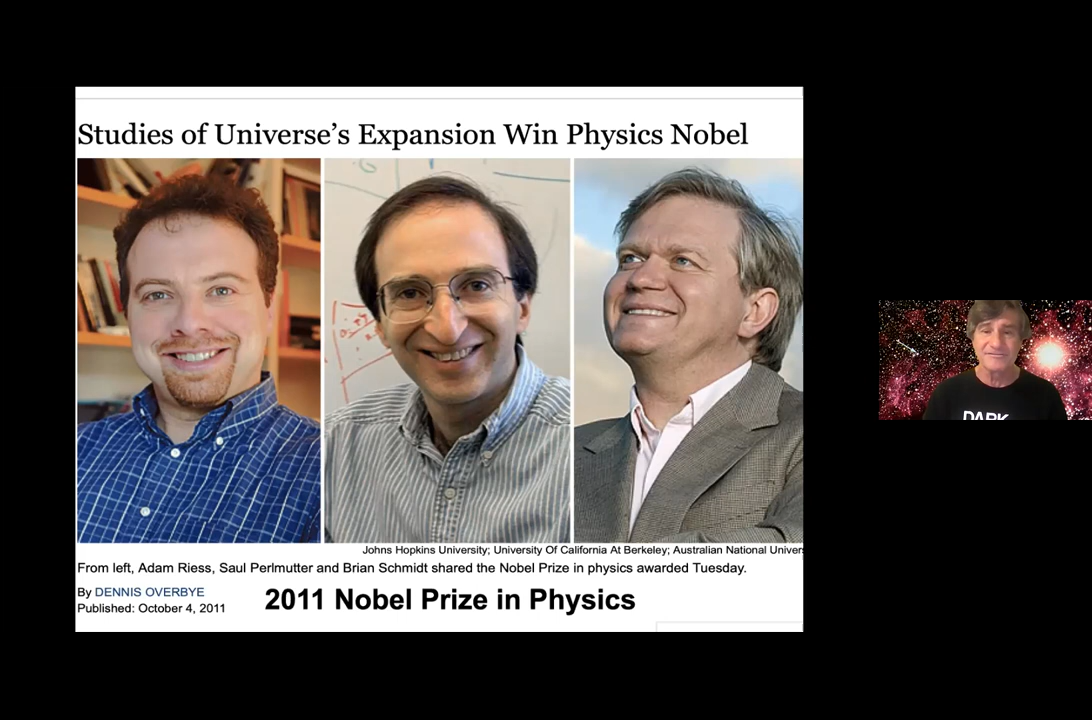 Studies of Universe's Expansion Win Physics Nobel
Johns Hopkins University; University Of California At Berkeley; Australian National Univers
From left, Adam Riess, Saul Perlmutter and Brian Schmidt shared the Nobel Prize in physics awarded Tuesday.
By DENNIS OVERBYE
Published: October 4, 2011
2011 Nobel Prize in Physics
DARK